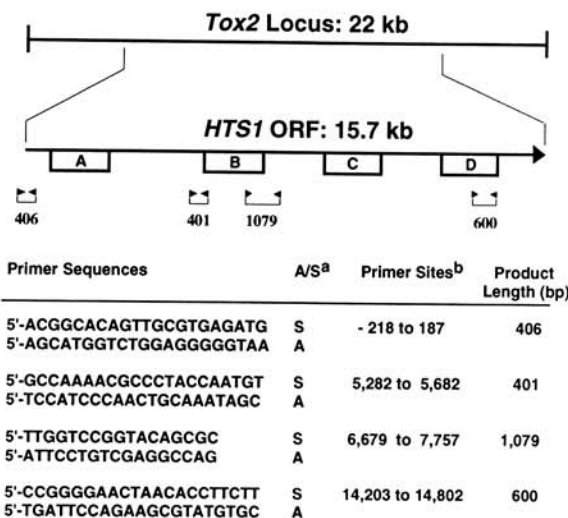 Tox2 Locus: 22 kb
HTS1 ORF: 15.7 kb
A B C D
406 401 1079 600
Primer Sequences A/Sa Primer Sitesb Product Length (bp)
5'-ACGGCACAGTTGCGTGAGATG S - 218 to 187 406
5'-AGCATGGTCTGGAGGGGGTAA A
5'-GCCAAAACGCCCTACCAATGT S 5,282 to 5,682 401
5'-TCCATCCCAACTGCAAATAGC A
5'-TTGGTCCGGTACAGCGC S 6,679 to 7,757 1,079
5'-ATTCCTGTCGAGGCCAG A
5'-CCGGGGAACTAACACCTTCTT S 14,203 to 14,802 600
5'-TGATTCCAGAAGCGTATGTGC A